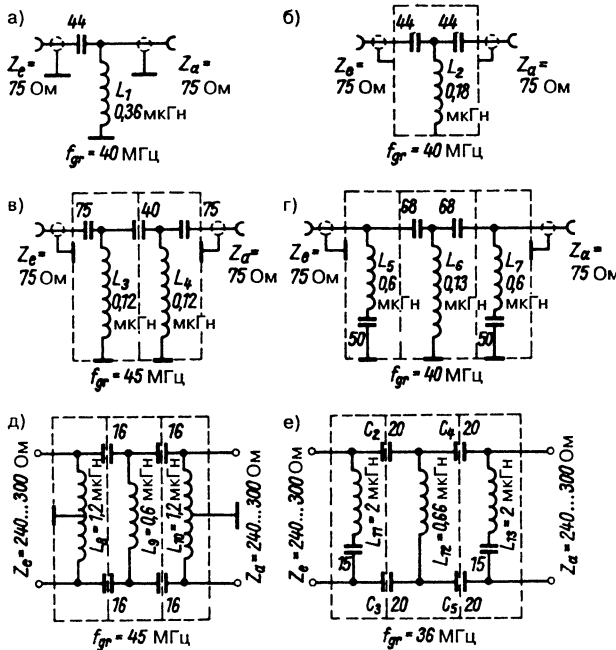 а)
44
Z_e = 75 Ом
L_1 0,36 мкГн
Z_a = 75 Ом
f_gr = 40 МГц
б)
44 44
Z_e = 75 Ом
L_2 0,18 мкГн
Z_a = 75 Ом
f_gr = 40 МГц
в)
75 40 75
Z_e = 75 Ом
L_3 0,12 мкГн
L_4 0,12 мкГн
Z_a = 75 Ом
f_gr = 45 МГц
г)
68 68
Z_e = 75 Ом
L_5 0,6 мкГн
L_6 0,13 мкГн
L_7 0,6 мкГн
Z_a = 75 Ом
50 50
f_gr = 40 МГц
д)
16 16
Z_e = 240...300 Ом
L_8 = 1,2 мкГн
L_9 = 0,6 мкГн
L_10 = 1,2 мкГн
Z_a = 240...300 Ом
16 16
f_gr = 45 МГц
е)
C_2 20 C_4 20
Z_e = 240...300 Ом
L_11 = 2 мкГн
L_12 = 0,66 мкГн
L_13 = 2 мкГн
Z_a = 240...300 Ом
15 15
C_3 20 C_5 20
f_gr = 36 МГц